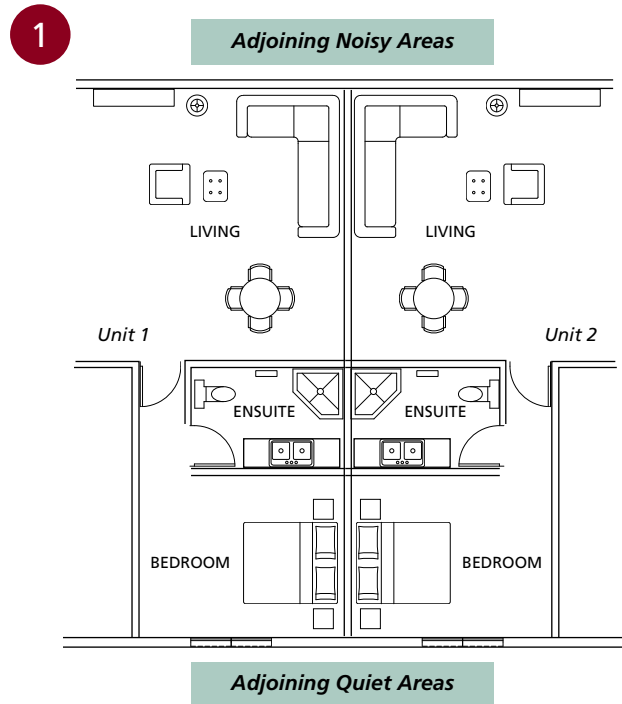 1
Adjoining Noisy Areas
LIVING
LIVING
Unit 1
Unit 2
ENSUITE
ENSUITE
BEDROOM
BEDROOM
Adjoining Quiet Areas